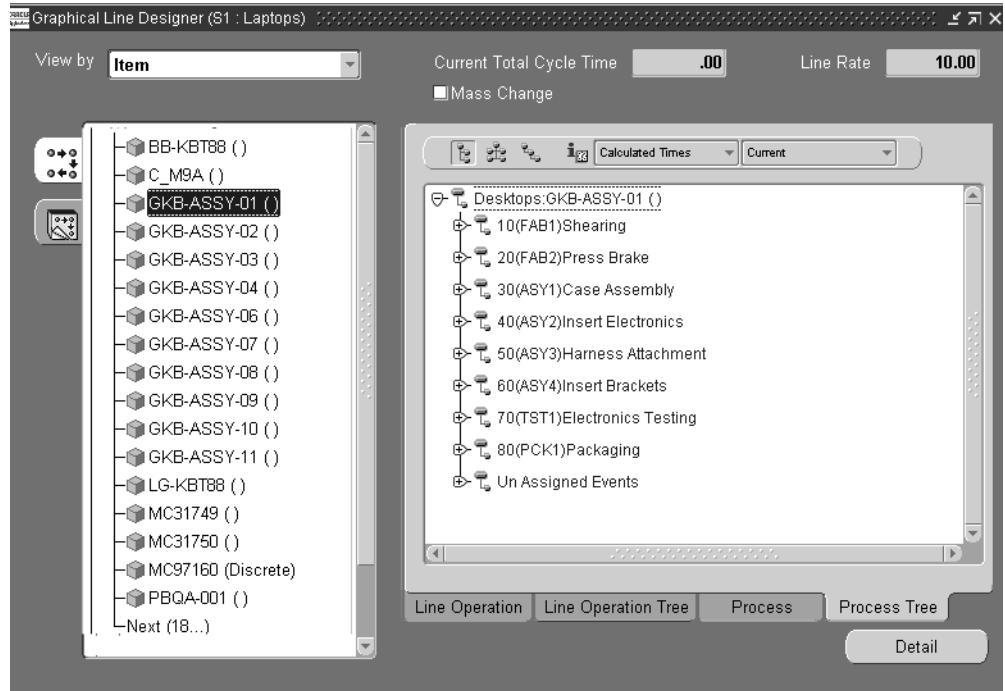 Graphical Line Designer (S1 : Laptops)
View by Item
Current Total Cycle Time .00 Line Rate 10.00
Mass Change
BB-KBT88 ( )
C_M9A ( )
GKB-ASSY-01 ( )
GKB-ASSY-02 ( )
GKB-ASSY-03 ( )
GKB-ASSY-04 ( )
GKB-ASSY-06 ( )
GKB-ASSY-07 ( )
GKB-ASSY-08 ( )
GKB-ASSY-09 ( )
GKB-ASSY-10 ( )
GKB-ASSY-11 ( )
LG-KBT88 ( )
MC31749 ( )
MC31750 ( )
MC97160 (Discrete)
PBQA-001 ( )
Next (18...)
Calculated Times Current
Desktops:GKB-ASSY-01 ( )
10(FAB1)Shearing
20(FAB2)Press Brake
30(ASY1)Case Assembly
40(ASY2)Insert Electronics
50(ASY3)Harness Attachment
60(ASY4)Insert Brackets
70(TST1)Electronics Testing
80(PCK1)Packaging
Un Assigned Events
Line Operation Line Operation Tree Process Process Tree
Detail